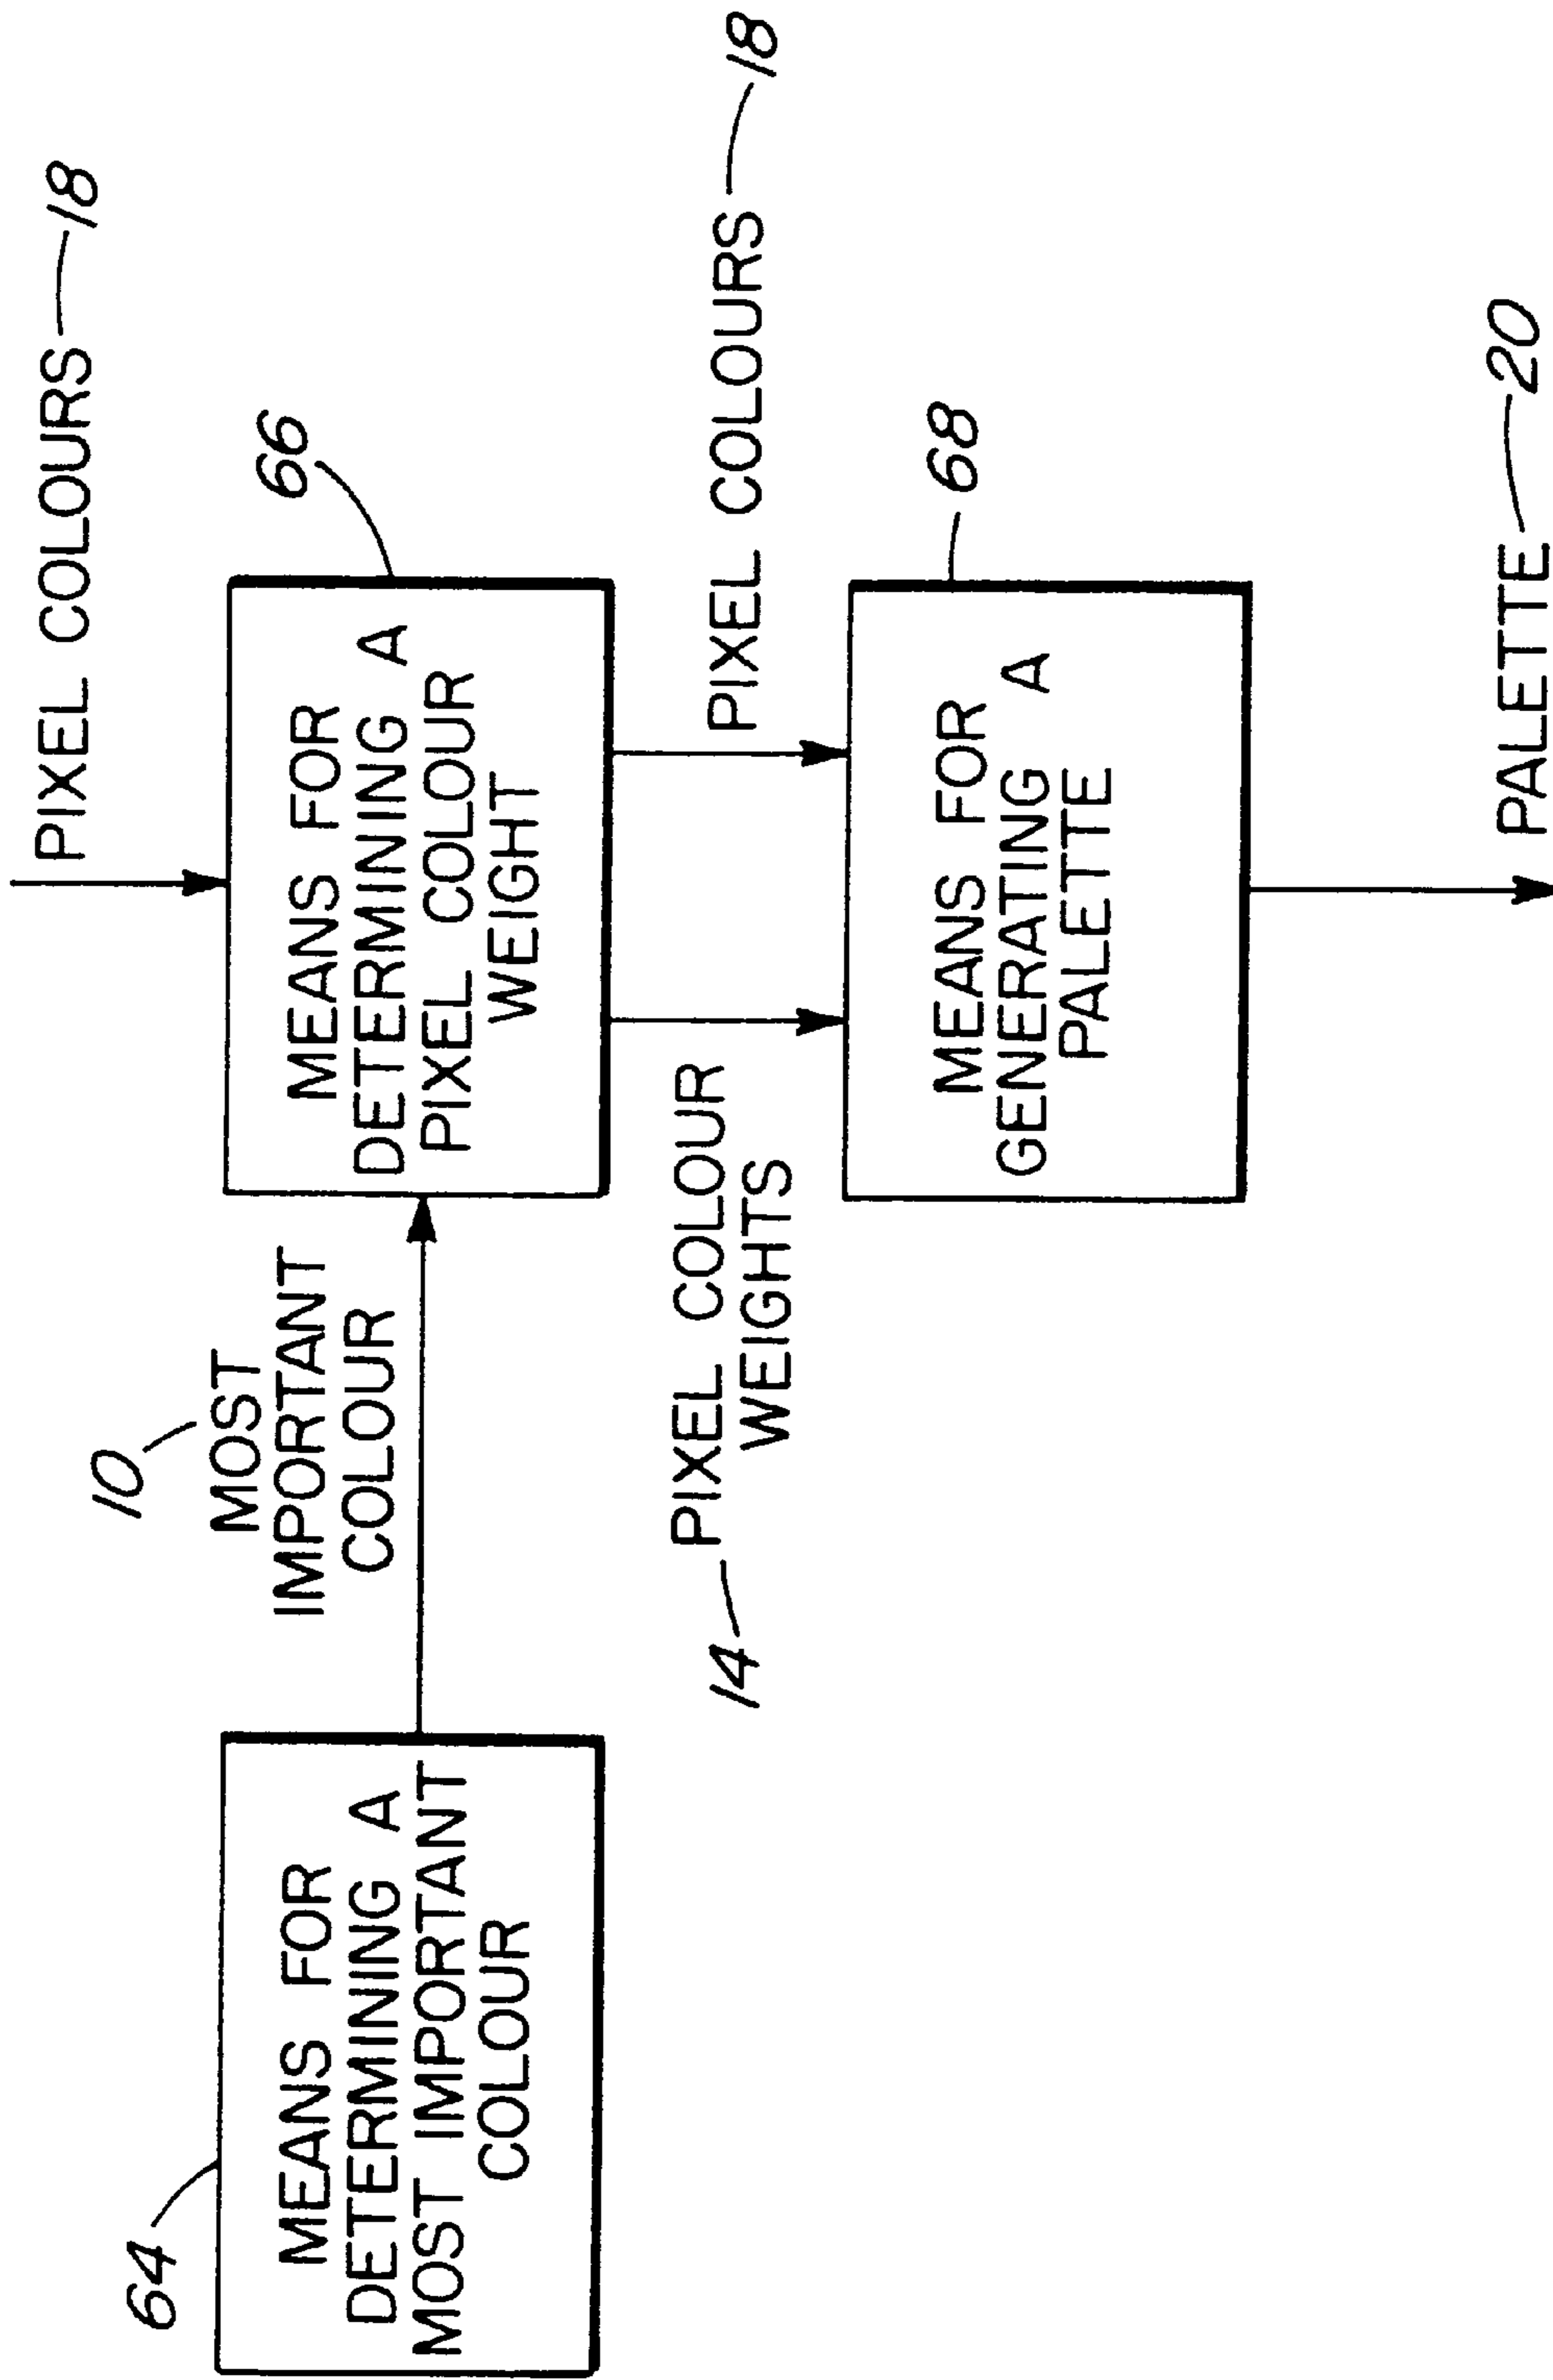 PIXEL COLOURS
18
10
MOST
IMPORTANT
COLOUR
64
MEANS FOR
DETERMINING A
MOST IMPORTANT
COLOUR
66
MEANS FOR
DETERMINING A
PIXEL COLOUR
WEIGHT
14
PIXEL COLOUR
WEIGHTS
PIXEL COLOURS
18
68
MEANS FOR
GENERATING A
PALETTE
PALETTE
20